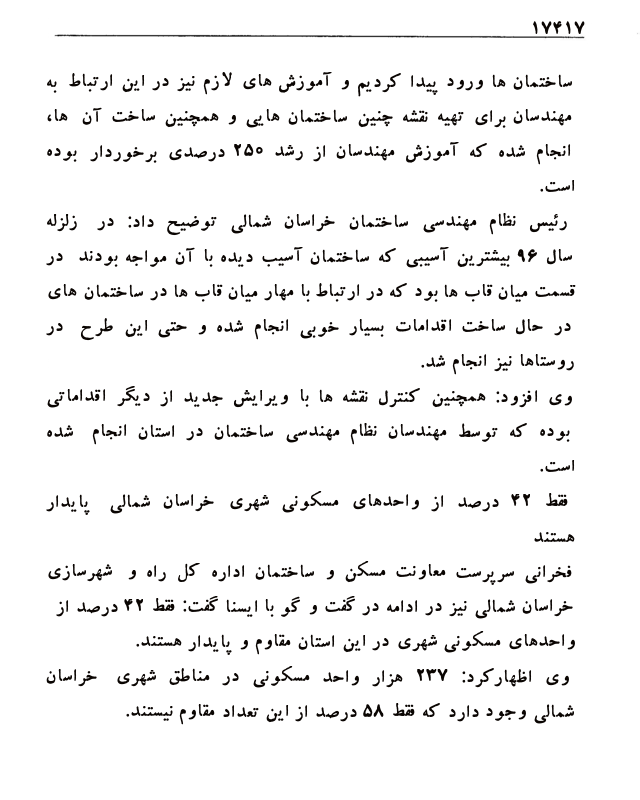 ۱۷۴۱۷
ساختمان ها ورود پیدا کردیم و آموزش های لازم نیز در این ارتباط به
مهندسان برای تهیه نقشه چنین ساختمان هایی و همچنین ساخت آن ها،
انجام شده که آموزش مهندسان از رشد ۲۵۰ درصدی برخوردار بوده
است.
رئیس نظام مهندسی ساختمان خراسان شمالی توضیح داد: در زلزله
سال ۹۶ بیشترین آسیبی که ساختمان آسیب دیده با آن مواجه بودند در
قسمت میان قاب ها بود که در ارتباط با مهار میان قاب ها در ساختمان های
در حال ساخت اقدامات بسیار خوبی انجام شده و حتی این طرح در
روستاها نیز انجام شد.
وی افزود: همچنین کنترل نقشه ها با ویرایش جدید از دیگر اقداماتی
بوده که توسط مهندسان نظام مهندسی ساختمان در استان انجام شده
است.
فقط ۴۲ درصد از واحدهای مسکونی شهری خراسان شمالی پایدار
هستند
فخرانی سرپرست معاونت مسکن و ساختمان اداره کل راه و شهرسازی
خراسان شمالی نیز در ادامه در گفت و گو با ایسنا گفت: فقط ۴۲ درصد از
واحدهای مسکونی شهری در این استان مقاوم و پایدار هستند.
وی اظهارکرد: ۲۳۷ هزار واحد مسکونی در مناطق شهری خراسان
شمالی وجود دارد که فقط ۵۸ درصد از این تعداد مقاوم نیستند.